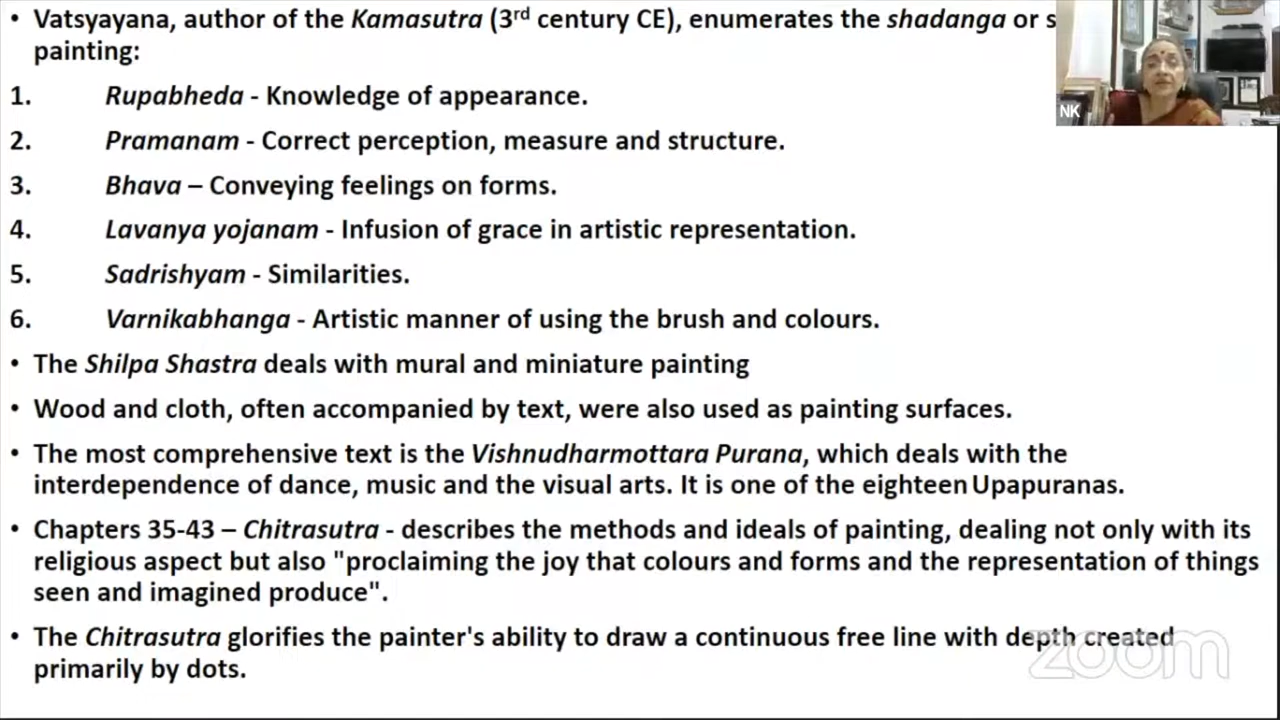 • Vatsyayana, author of the Kamasutra (3rd century CE), enumerates the shadanga or s
painting:
1. Rupabheda - Knowledge of appearance.
2. Pramanam - Correct perception, measure and structure.
3. Bhava – Conveying feelings on forms.
4. Lavanya yojanam - Infusion of grace in artistic representation.
5. Sadrishyam - Similarities.
6. Varnikabhanga - Artistic manner of using the brush and colours.
• The Shilpa Shastra deals with mural and miniature painting
• Wood and cloth, often accompanied by text, were also used as painting surfaces.
• The most comprehensive text is the Vishnudharmottara Purana, which deals with the
interdependence of dance, music and the visual arts. It is one of the eighteen Upapuranas.
• Chapters 35-43 – Chitrasutra - describes the methods and ideals of painting, dealing not only with its
religious aspect but also "proclaiming the joy that colours and forms and the representation of things
seen and imagined produce".
• The Chitrasutra glorifies the painter's ability to draw a continuous free line with depth created
primarily by dots.
NK
zoom